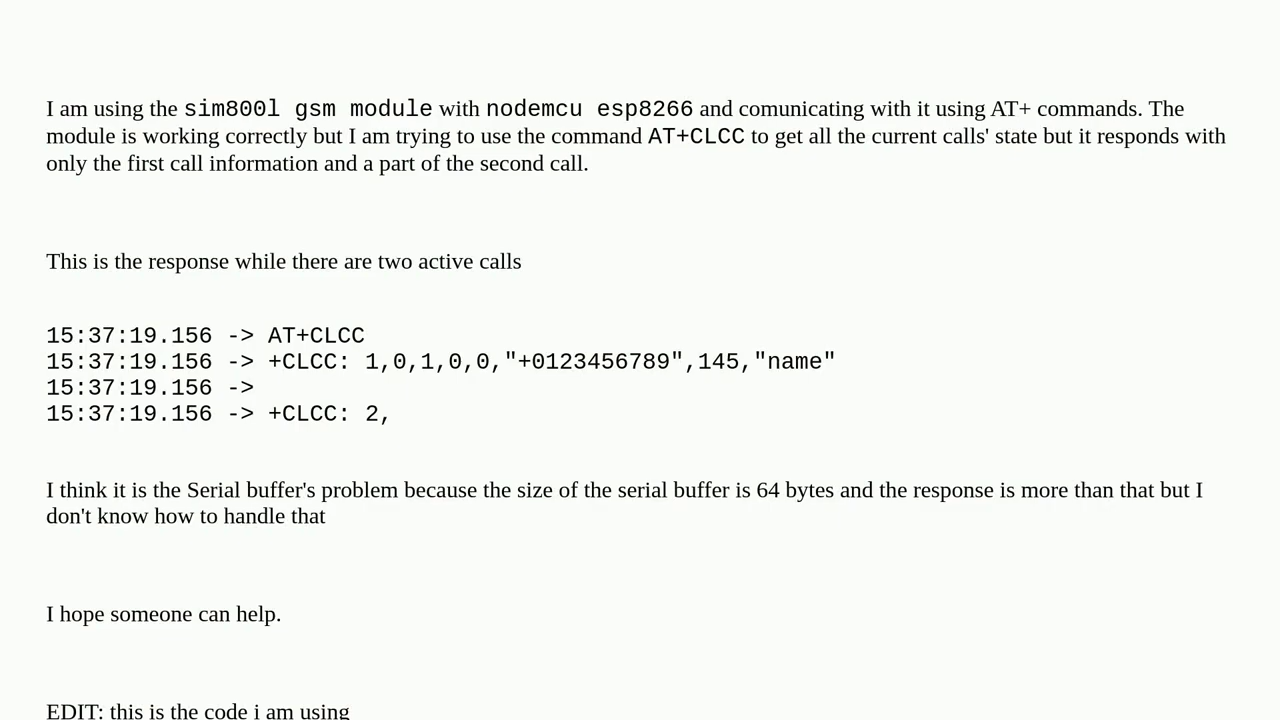 I am using the sim800l gsm module with nodemcu esp8266 and comunicating with it using AT+ commands. The
module is working correctly but I am trying to use the command AT+CLCC to get all the current calls' state but it responds with
only the first call information and a part of the second call.
This is the response while there are two active calls
15:37:19.156 -> AT+CLCC
15:37:19.156 -> +CLCC: 1,0,1,0,0,"+0123456789",145,"name"
15:37:19.156 ->
15:37:19.156 -> +CLCC: 2,
I think it is the Serial buffer's problem because the size of the serial buffer is 64 bytes and the response is more than that but I
don't know how to handle that
I hope someone can help.
EDIT: this is the code i am using